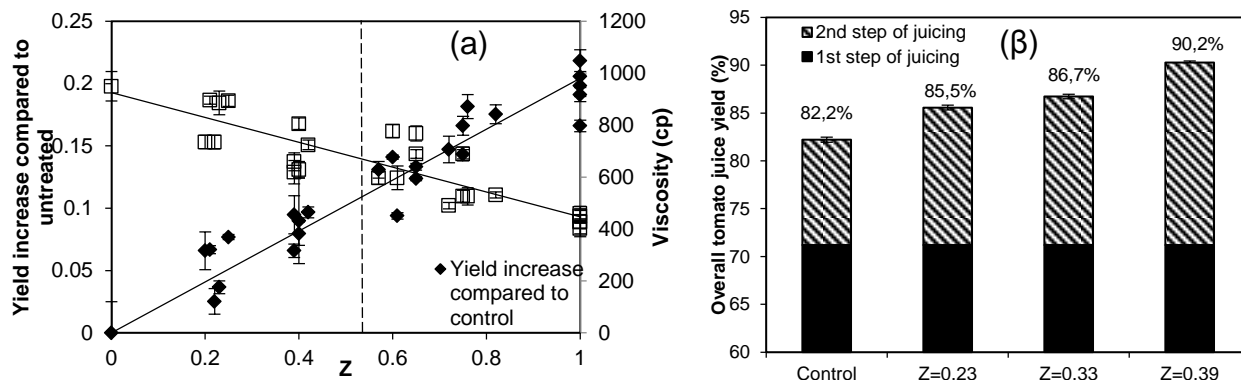 Yield increase compared to
untreated
0.25
0.2
0.15
0.1
0.05
0
(a)
Yield increase
compared to
control
0
0.2
0.4
0.6
0.8
1
Z
1200
1000
800
600
400
200
0
Viscosity (cp)
Overall tomato juice yield (%)
95
90
85
80
75
70
65
60
2nd step of juicing
1st step of juicing
(β)
82,2%
85,5%
86,7%
90,2%
Control
Z=0.23
Z=0.33
Z=0.39